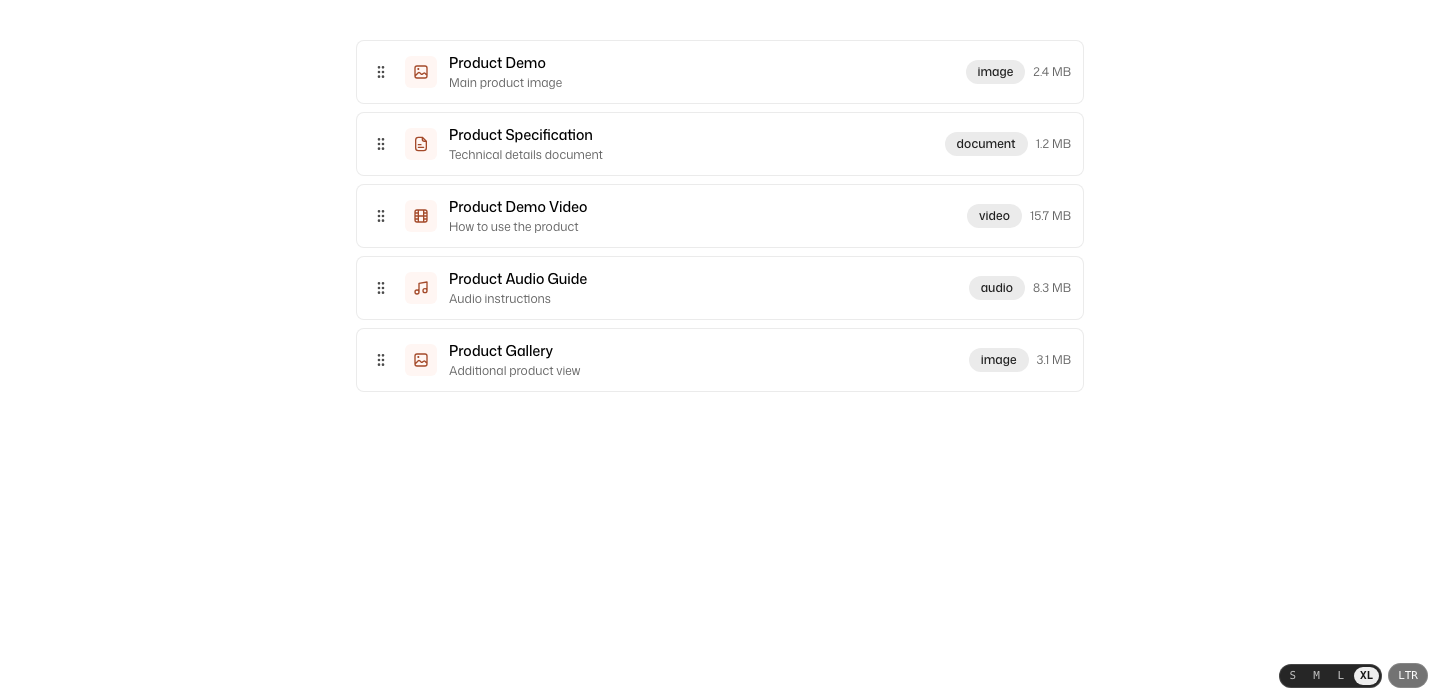 Product Demo
Main product image
image 2.4 MB
Product Specification
Technical details document
document 1.2 MB
Product Demo Video
How to use the product
video 15.7 MB
Product Audio Guide
Audio instructions
audio 8.3 MB
Product Gallery
Additional product view
image 3.1 MB
S M L XL LTR